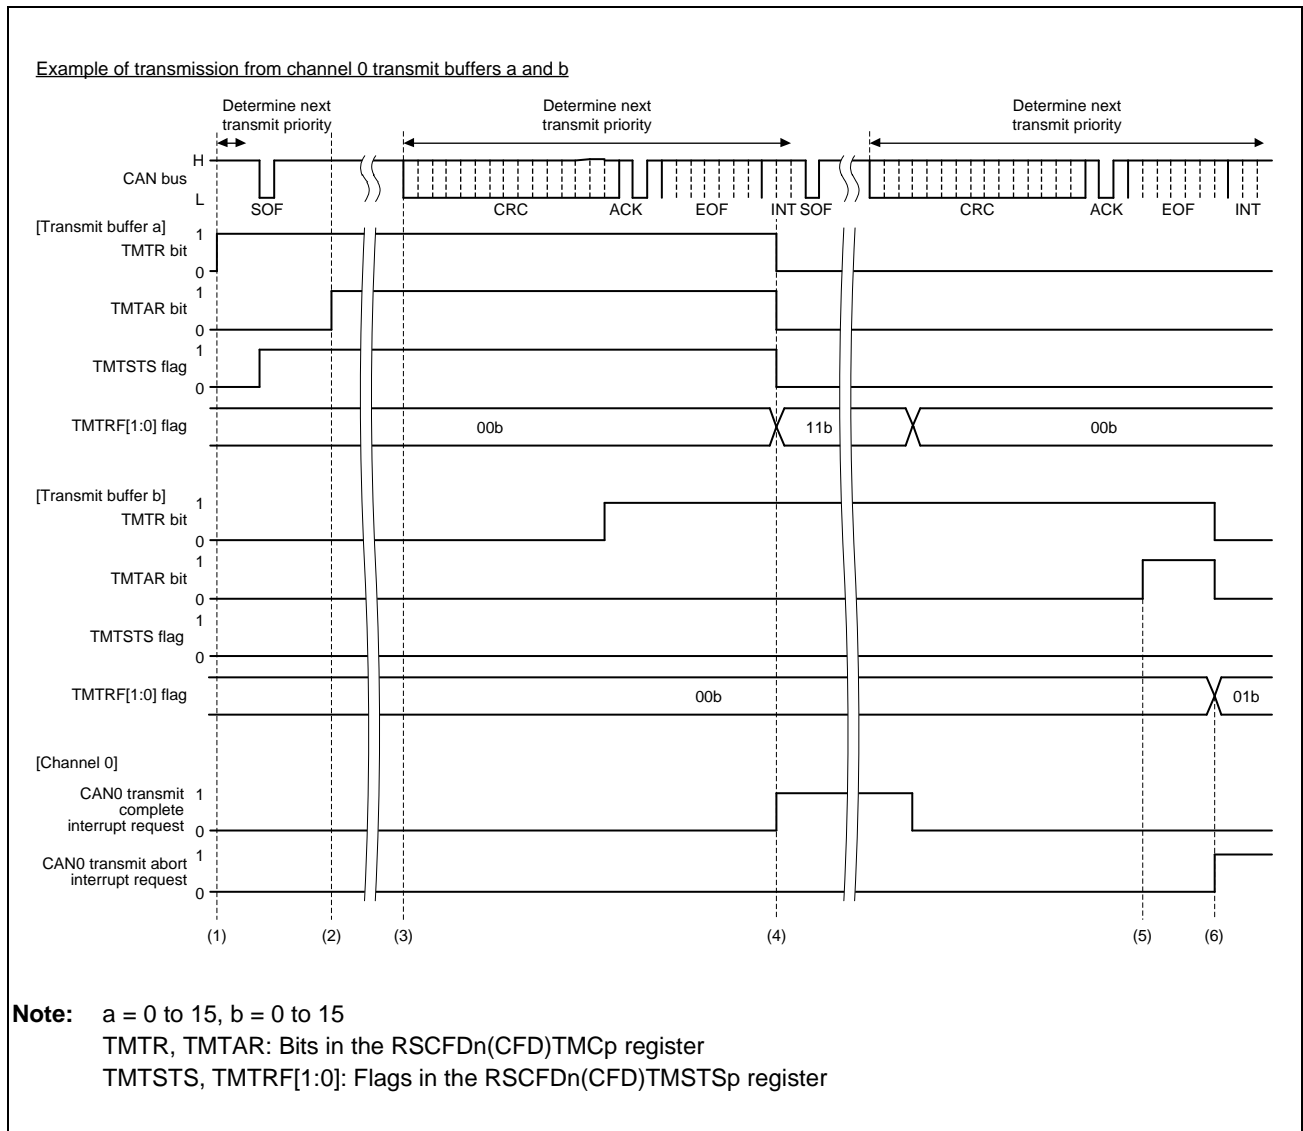 Example of transmission from channel 0 transmit buffers a and b
Determine next
transmit priority
Determine next
transmit priority
Determine next
transmit priority
H
CAN bus
L
SOF
CRC
ACK
EOF
INT
SOF
CRC
ACK
EOF
INT
[Transmit buffer a]
1
TMTR bit
0
1
TMTAR bit
0
1
TMTSTS flag
0
TMTRF[1:0] flag
00b
11b
00b
[Transmit buffer b]
1
TMTR bit
0
1
TMTAR bit
0
1
TMTSTS flag
0
TMTRF[1:0] flag
00b
01b
[Channel 0]
CAN0 transmit
complete
interrupt request
1
0
CAN0 transmit abort
interrupt request
1
0
(1)
(2)
(3)
(4)
(5)
(6)
Note: a = 0 to 15, b = 0 to 15
TMTR, TMTAR: Bits in the RSCFDn(CFD)TMCp register
TMTSTS, TMTRF[1:0]: Flags in the RSCFDn(CFD)TMSTSp register